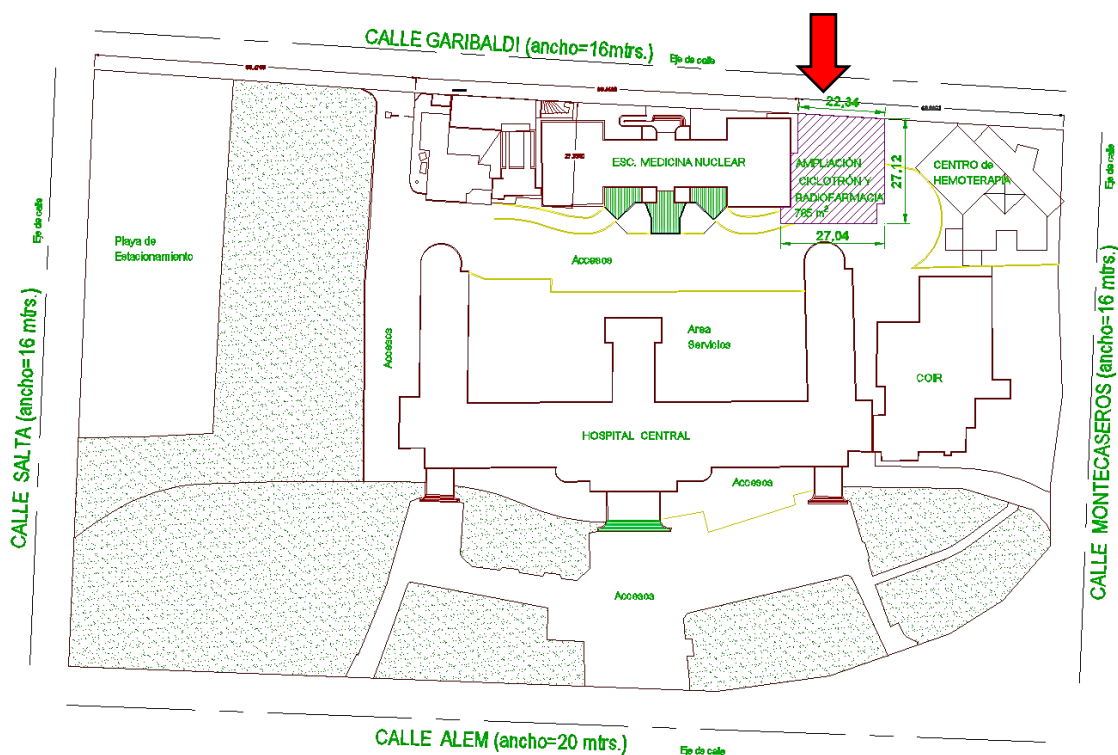 CALLE GARIBALDI (ancho=16mtrs.)
Eje de calle
22,34
27,12
ESC. MEDICINA NUCLEAR
AMPLIACIÓN
CICLOTRÓN Y
RADIOFARMACIA
765 m²
27,04
CENTRO de
HEMOTERAPIA
Eje de calle
Eje de calle
Playa de
Estacionamiento
Accesos
Accesos
Area
Servicios
COIR
HOSPITAL CENTRAL
Accesos
Accesos
CALLE SALTA (ancho=16 mtrs.)
CALLE MONTECASEROS (ancho=16 mtrs.)
CALLE ALEM (ancho=20 mtrs.)
Eje de calle